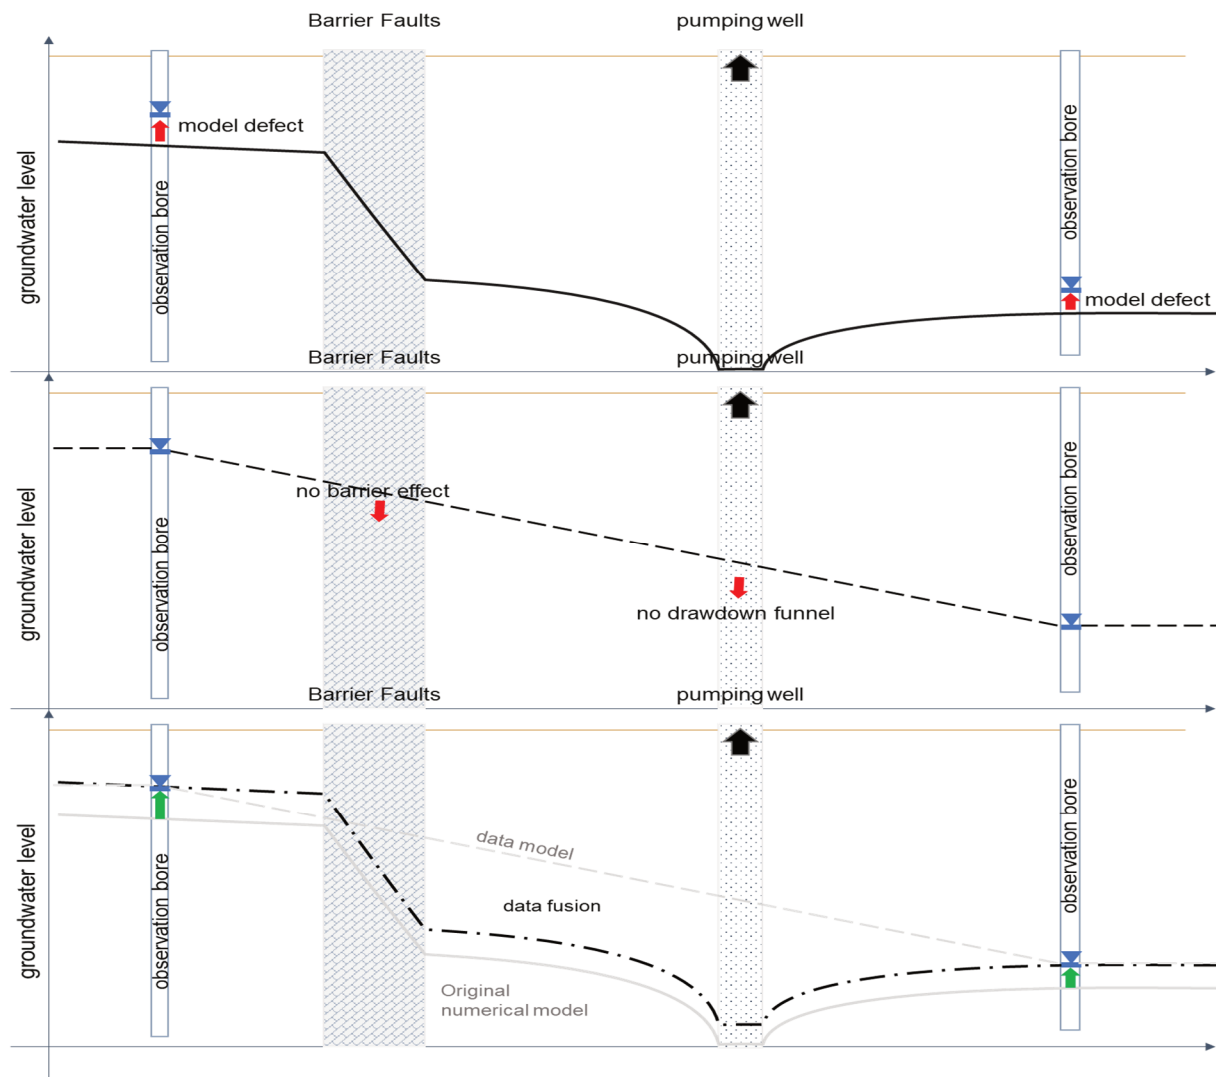 Barrier Faults
pumping well
model defect
groundwater level
observation bore
observation bore
model defect
Barrier Faults
pumping well
no barrier effect
groundwater level
observation bore
observation bore
no drawdown funnel
Barrier Faults
pumping well
data model
groundwater level
observation bore
observation bore
data fusion
Original
numerical model